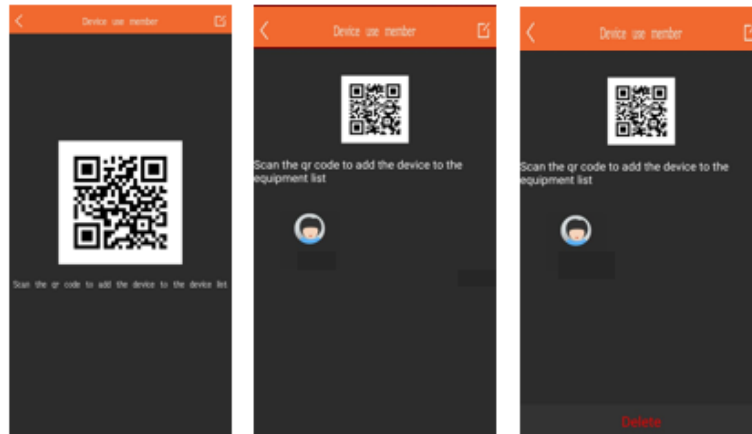 Device use member
Scan the qr code to add the device to the device list
Device use member
Scan the qr code to add the device to the
equipment list
Device use member
Scan the qr code to add the device to the
equipment list
Delete